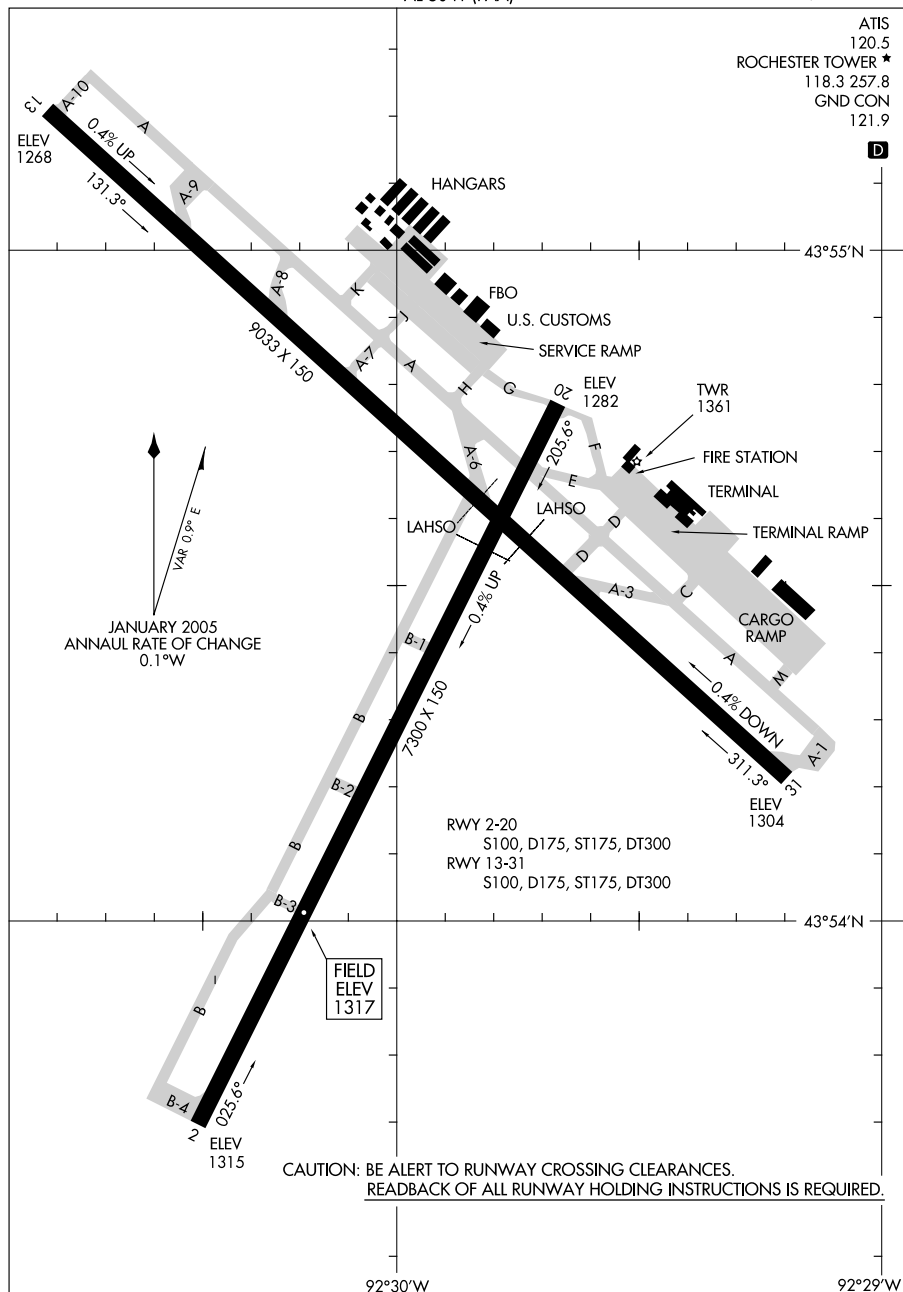 ATIS
120.5
ROCHESTER TOWER ★
118.3 257.8
GND CON
121.9
D
13
A-10
A
ELEV
1268
0.4% UP
131.3°
A-9
HANGARS
43°55'N
A-8
K
J
FBO
U.S. CUSTOMS
SERVICE RAMP
9033 X 150
A-7
A
H
G
20
ELEV
1282
TWR
1361
205.6°
F
FIRE STATION
A-6
E
TERMINAL
LAHSO
LAHSO
D
D
TERMINAL RAMP
VAR 0.9° E
JANUARY 2005
ANNAUL RATE OF CHANGE
0.1°W
0.4% UP
A-3
C
CARGO
RAMP
B-1
A
M
0.4% DOWN
7300 X 150
B
A-1
311.3°
31
ELEV
1304
B-2
RWY 2-20
S100, D175, ST175, DT300
RWY 13-31
S100, D175, ST175, DT300
B
B-3
43°54'N
FIELD
ELEV
1317
B
B-4
025.6°
2
ELEV
1315
CAUTION: BE ALERT TO RUNWAY CROSSING CLEARANCES.
READBACK OF ALL RUNWAY HOLDING INSTRUCTIONS IS REQUIRED.
92°30'W
92°29'W